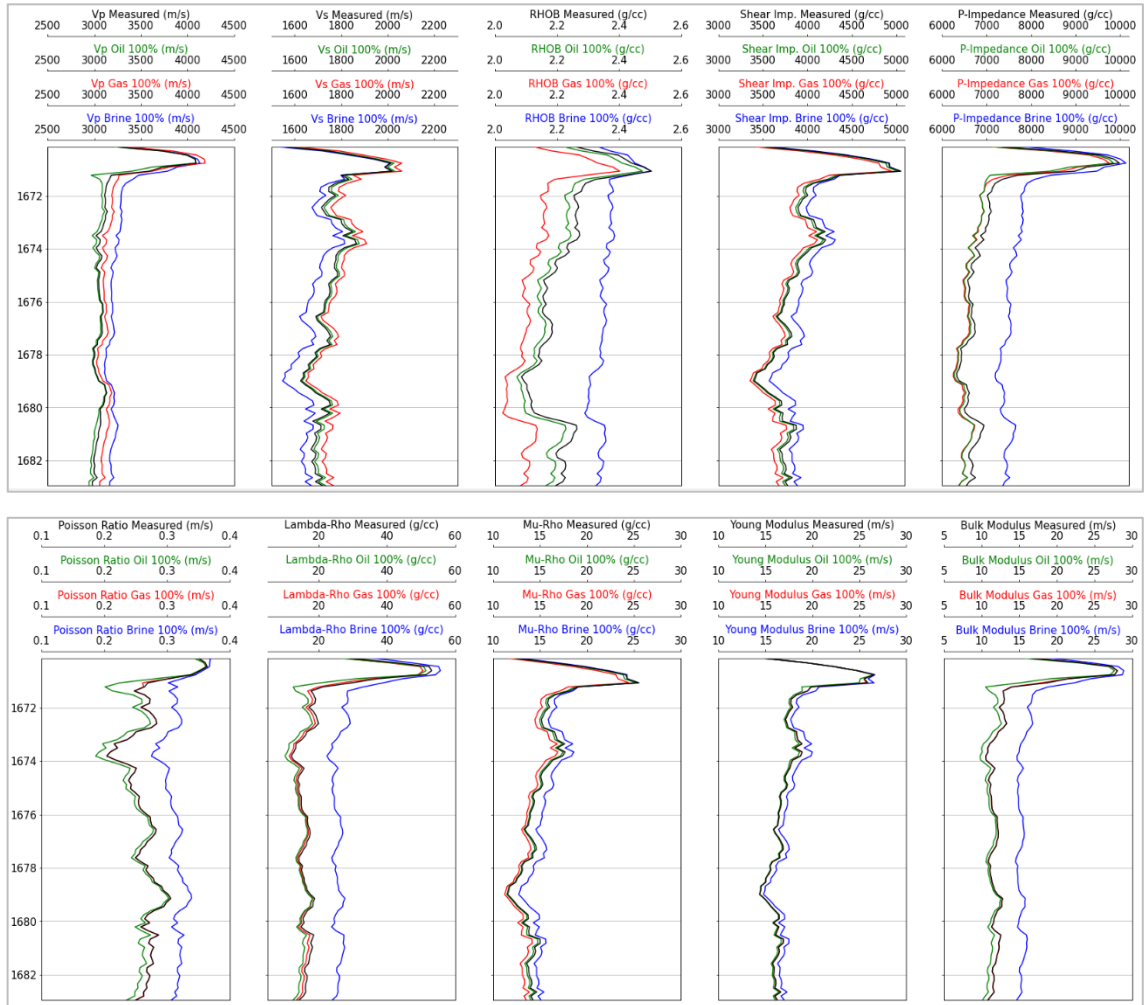 Vp Measured (m/s) Vs Measured (m/s) RHOB Measured (g/cc) Shear Imp. Measured (g/cc) P-Impedance Measured (g/cc)
2500 3000 3500 4000 4500 1600 1800 2000 2200 2.0 2.2 2.4 2.6 3000 3500 4000 4500 5000 6000 7000 8000 9000 10000
Vp Oil 100% (m/s) Vs Oil 100% (m/s) RHOB Oil 100% (g/cc) Shear Imp. Oil 100% (g/cc) P-Impedance Oil 100% (g/cc)
2500 3000 3500 4000 4500 1600 1800 2000 2200 2.0 2.2 2.4 2.6 3000 3500 4000 4500 5000 6000 7000 8000 9000 10000
Vp Gas 100% (m/s) Vs Gas 100% (m/s) RHOB Gas 100% (g/cc) Shear Imp. Gas 100% (g/cc) P-Impedance Gas 100% (g/cc)
2500 3000 3500 4000 4500 1600 1800 2000 2200 2.0 2.2 2.4 2.6 3000 3500 4000 4500 5000 6000 7000 8000 9000 10000
Vp Brine 100% (m/s) Vs Brine 100% (m/s) RHOB Brine 100% (g/cc) Shear Imp. Brine 100% (g/cc) P-Impedance Brine 100% (g/cc)
2500 3000 3500 4000 4500 1600 1800 2000 2200 2.0 2.2 2.4 2.6 3000 3500 4000 4500 5000 6000 7000 8000 9000 10000
1672
1674
1676
1678
1680
1682
Poisson Ratio Measured (m/s) Lambda-Rho Measured (g/cc) Mu-Rho Measured (g/cc) Young Modulus Measured (m/s) Bulk Modulus Measured (m/s)
0.1 0.2 0.3 0.4 20 40 60 10 15 20 25 30 10 15 20 25 30 5 10 15 20 25 30
Poisson Ratio Oil 100% (m/s) Lambda-Rho Oil 100% (g/cc) Mu-Rho Oil 100% (g/cc) Young Modulus Oil 100% (m/s) Bulk Modulus Oil 100% (m/s)
0.1 0.2 0.3 0.4 20 40 60 10 15 20 25 30 10 15 20 25 30 5 10 15 20 25 30
Poisson Ratio Gas 100% (m/s) Lambda-Rho Gas 100% (g/cc) Mu-Rho Gas 100% (g/cc) Young Modulus Gas 100% (m/s) Bulk Modulus Gas 100% (m/s)
0.1 0.2 0.3 0.4 20 40 60 10 15 20 25 30 10 15 20 25 30 5 10 15 20 25 30
Poisson Ratio Brine 100% (m/s) Lambda-Rho Brine 100% (g/cc) Mu-Rho Brine 100% (g/cc) Young Modulus Brine 100% (m/s) Bulk Modulus Brine 100% (m/s)
0.1 0.2 0.3 0.4 20 40 60 10 15 20 25 30 10 15 20 25 30 5 10 15 20 25 30
1672
1674
1676
1678
1680
1682